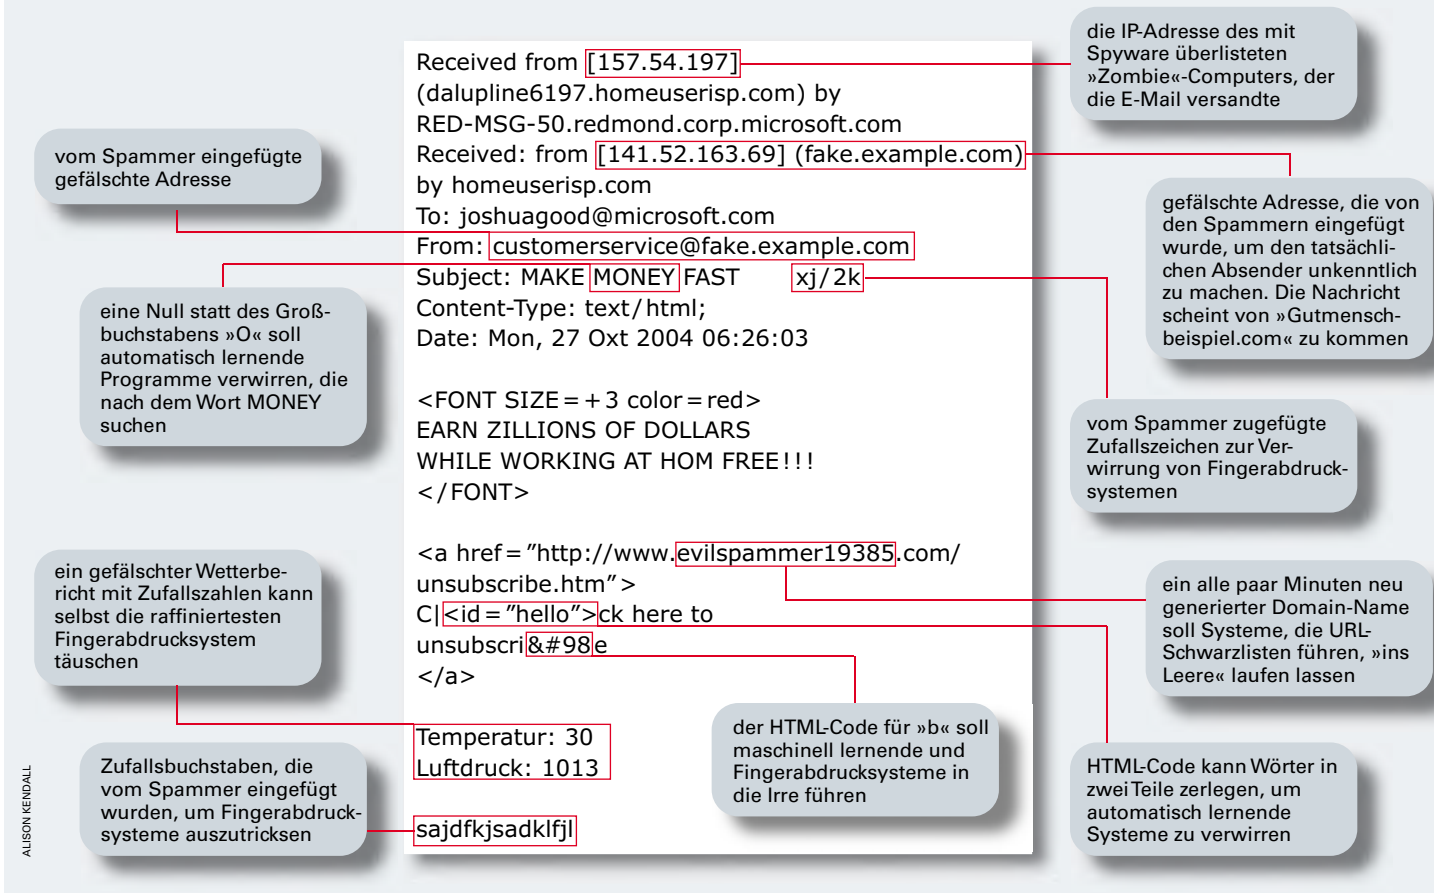 Received from [157.54.197]
(dalupline6197.homeuserisp.com) by
RED-MSG-50.redmond.corp.microsoft.com
Received: from [141.52.163.69] (fake.example.com)
by homeuserisp.com
To: joshuagood@microsoft.com
From: customerservice@fake.example.com
Subject: MAKE MONEY FAST xj/2k
Content-Type: text/html;
Date: Mon, 27 Oxt 2004 06:26:03
<FONT SIZE=+3 color=red>
EARN ZILLIONS OF DOLLARS
WHILE WORKING AT HOM FREE!!!
</FONT>
<a href="http://www.evilspammer19385.com/
unsubscribe.htm">
C|<id="hello">ck here to
unsubscri&#98e
</a>
Temperatur: 30
Luftdruck: 1013
sajdfkjsadklfjl
vom Spammer eingefügte
gefälschte Adresse
eine Null statt des Groß-
buchstabens »O« soll
automatisch lernende
Programme verwirren, die
nach dem Wort MONEY
suchen
ein gefälschter Wetterbe-
richt mit Zufallszahlen kann
selbst die raffiniertesten
Fingerabdrucksystem
täuschen
Zufallsbuchstaben, die
vom Spammer eingefügt
wurden, um Fingerabdruck-
systeme auszutricksen
die IP-Adresse des mit
Spyware überlisteten
»Zombie«-Computers, der
die E-Mail versandte
gefälschte Adresse, die von
den Spammern eingefügt
wurde, um den tatsächli-
chen Absender unkenntlich
zu machen. Die Nachricht
scheint von »Gutmensch-
beispiel.com« zu kommen
vom Spammer zugefügte
Zufallszeichen zur Ver-
wirrung von Fingerabdruck-
systemen
ein alle paar Minuten neu
generierter Domain-Name
soll Systeme, die URL-
Schwarzlisten führen, »ins
Leere« laufen lassen
der HTML-Code für »b« soll
maschinell lernende und
Fingerabdrucksysteme in
die Irre führen
HTML-Code kann Wörter in
zwei Teile zerlegen, um
automatisch lernende
Systeme zu verwirren
ALISON KENDALL